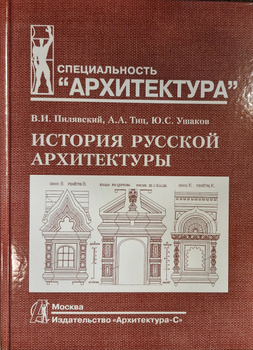 СПЕЦИАЛЬНОСТЬ
"АРХИТЕКТУРА"
В.И. Пилявский, А.А. Тиц, Ю.С. Ушаков
ИСТОРИЯ РУССКОЙ
АРХИТЕКТУРЫ
Москва
Издательство «Архитектура-С»